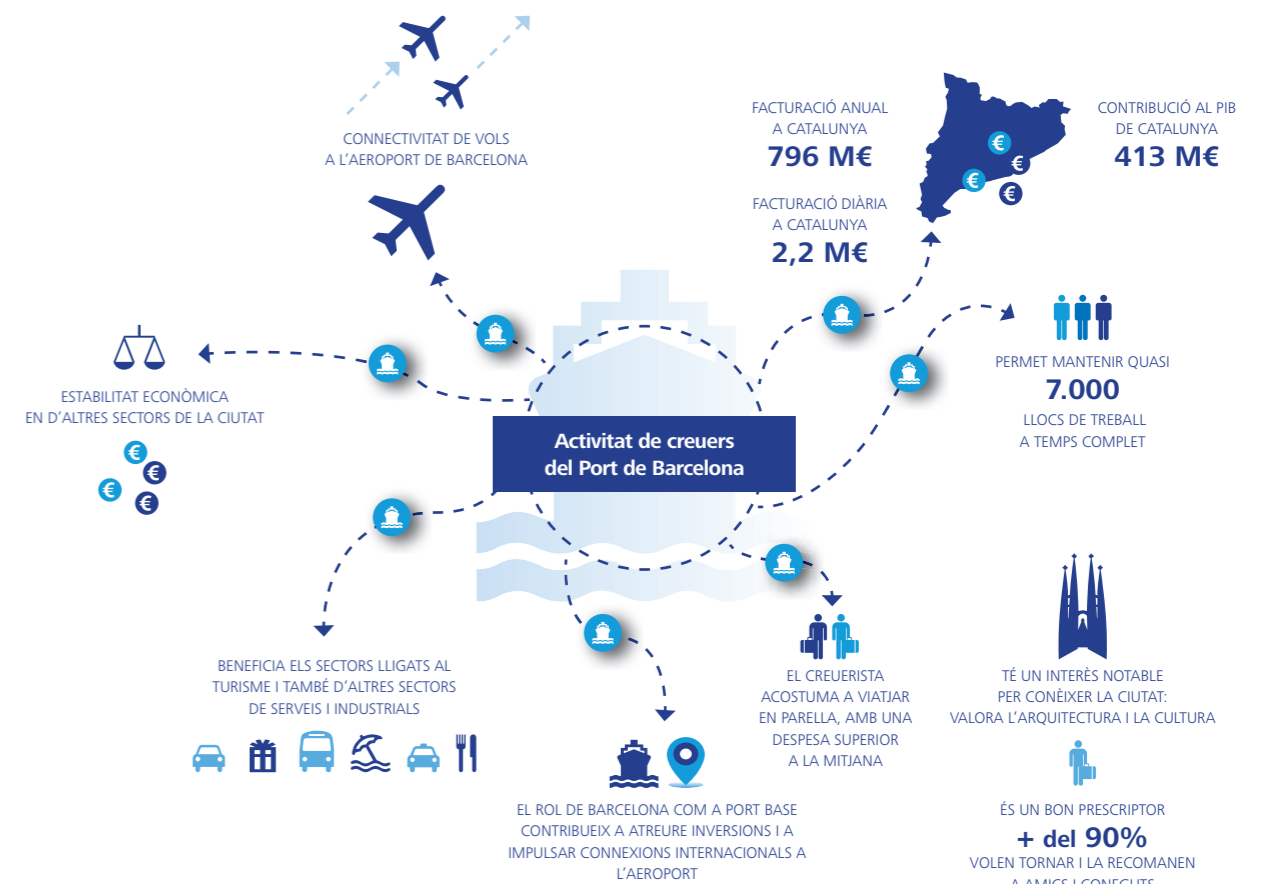 CONNECTIVITAT DE VOLS
A L'AEROPORT DE BARCELONA
FACTURACIÓ ANUAL
A CATALUNYA
796 M€
FACTURACIÓ DIÀRIA
A CATALUNYA
2,2 M€
CONTRIBUCIÓ AL PIB
DE CATALUNYA
413 M€
€
€
€
€
ESTABILITAT ECONÒMICA
EN D'ALTRES SECTORS DE LA CIUTAT
€
€
€
€
Activitat de creuers
del Port de Barcelona
PERMET MANTENIR QUASI
7.000
LLOCS DE TREBALL
A TEMPS COMPLET
BENEFICIA ELS SECTORS LLIGATS AL
TURISME I TAMBÉ D'ALTRES SECTORS
DE SERVEIS I INDUSTRIALS
EL ROL DE BARCELONA COM A PORT BASE
CONTRIBUEIX A ATREURE INVERSIONS I A
IMPULSAR CONNEXIONS INTERNACIONALS A
L'AEROPORT
EL CREUERISTA
ACOSTUMA A VIATJAR
EN PARELLA, AMB UNA
DESPESA SUPERIOR
A LA MITJANA
TÉ UN INTERÈS NOTABLE
PER CONÈIXER LA CIUTAT:
VALORA L'ARQUITECTURA I LA CULTURA
ÉS UN BON PRESCRIPTOR
+ del 90%
VOLEN TORNAR I LA RECOMANEN
A AMICS I CONEGUTS